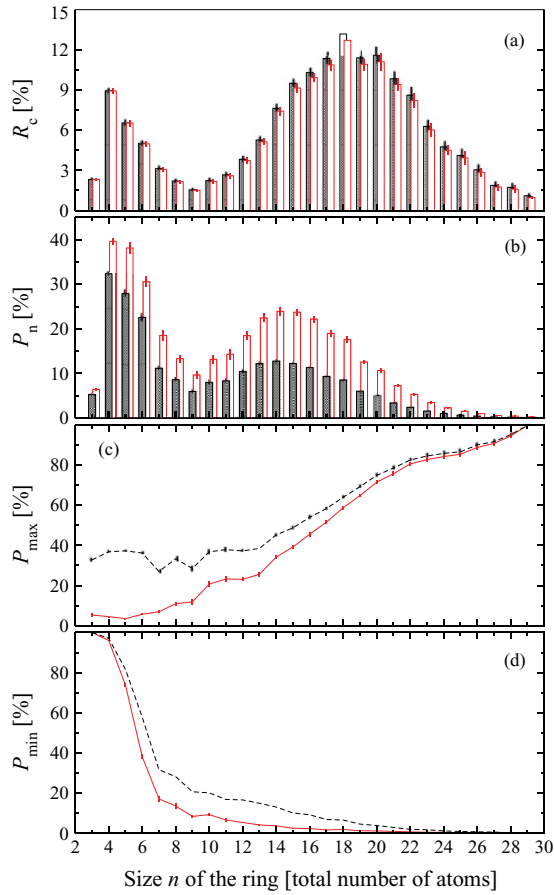 15
12
9
6
3
0
R_c [%]
(a)
40
30
20
10
0
P_n [%]
(b)
80
60
40
20
0
P_max [%]
(c)
80
60
40
20
0
P_min [%]
(d)
2 4 6 8 10 12 14 16 18 20 22 24 26 28 30
Size n of the ring [total number of atoms]